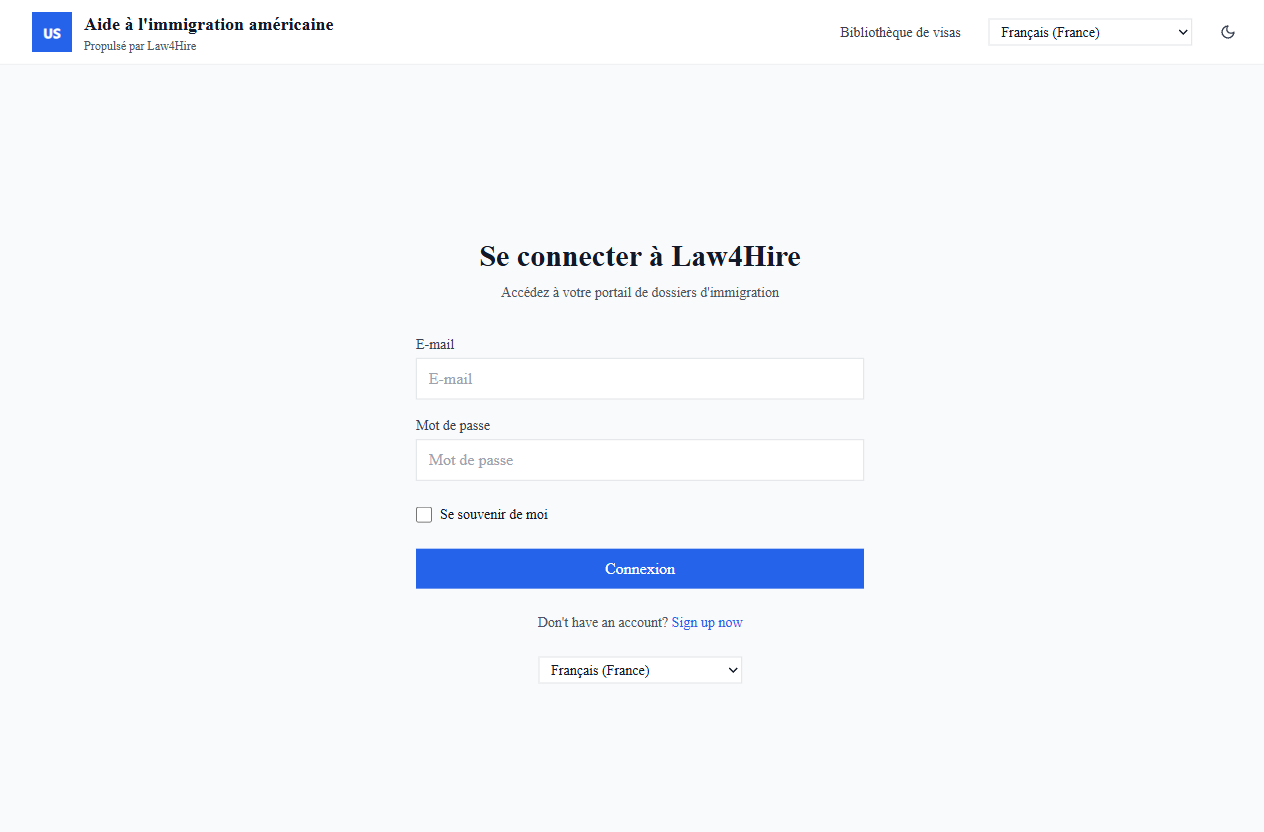 US
Aide à l'immigration américaine
Propulsé par Law4Hire
Bibliothèque de visas
Français (France)
Se connecter à Law4Hire
Accédez à votre portail de dossiers d'immigration
E-mail
E-mail
Mot de passe
Mot de passe
Se souvenir de moi
Connexion
Don't have an account? Sign up now
Français (France)